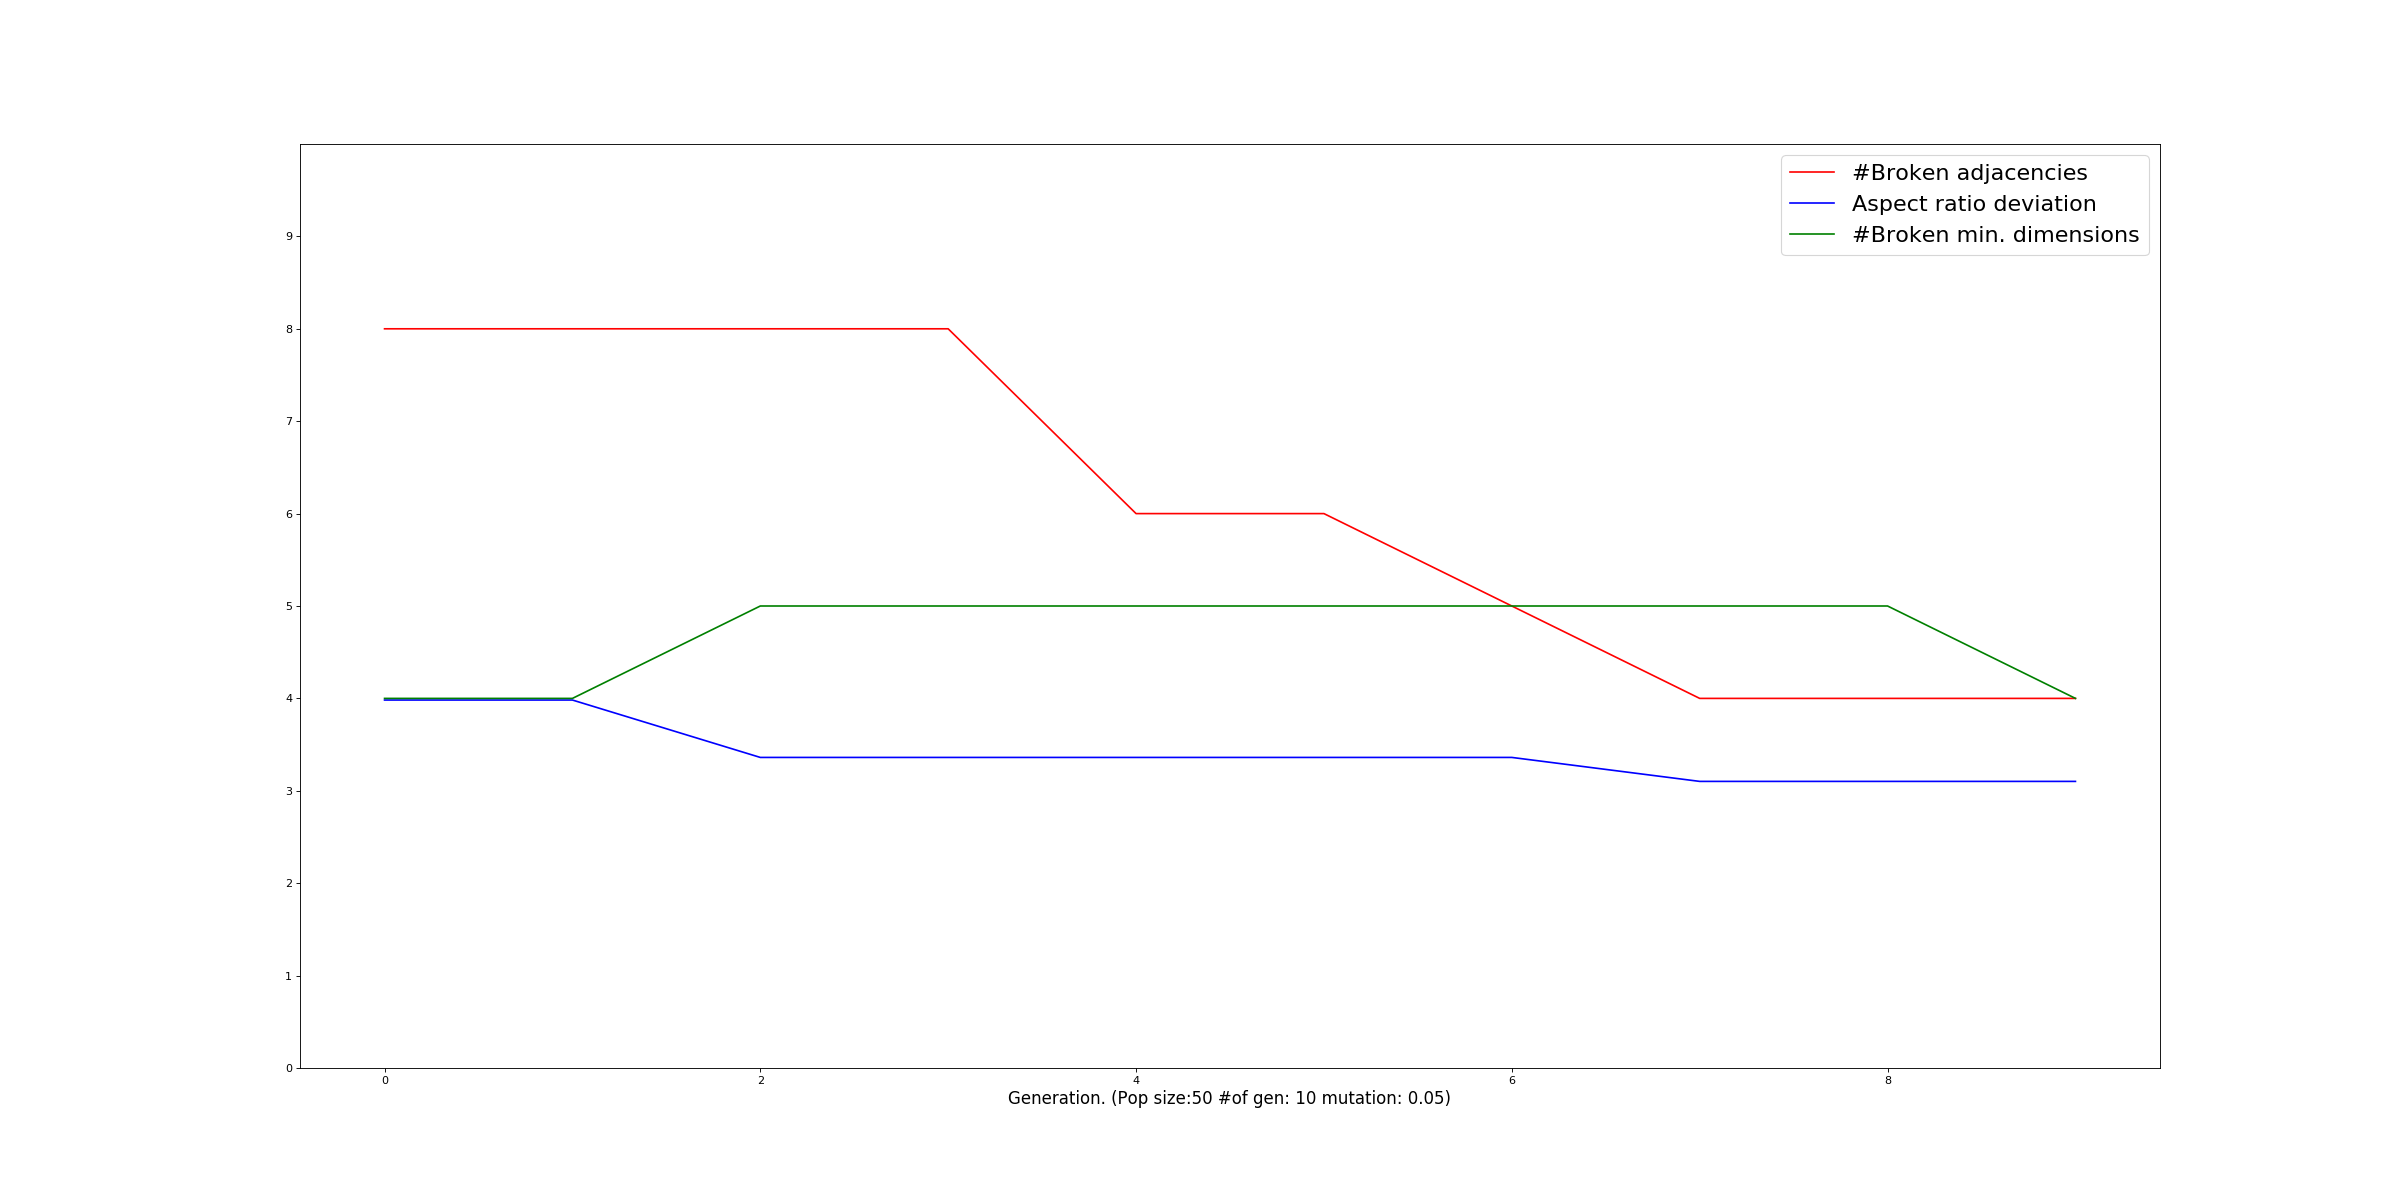 #Broken adjacencies
Aspect ratio deviation
#Broken min. dimensions
9
8
7
6
5
4
3
2
1
0
0 2 4 6 8
Generation. (Pop size:50 #of gen: 10 mutation: 0.05)